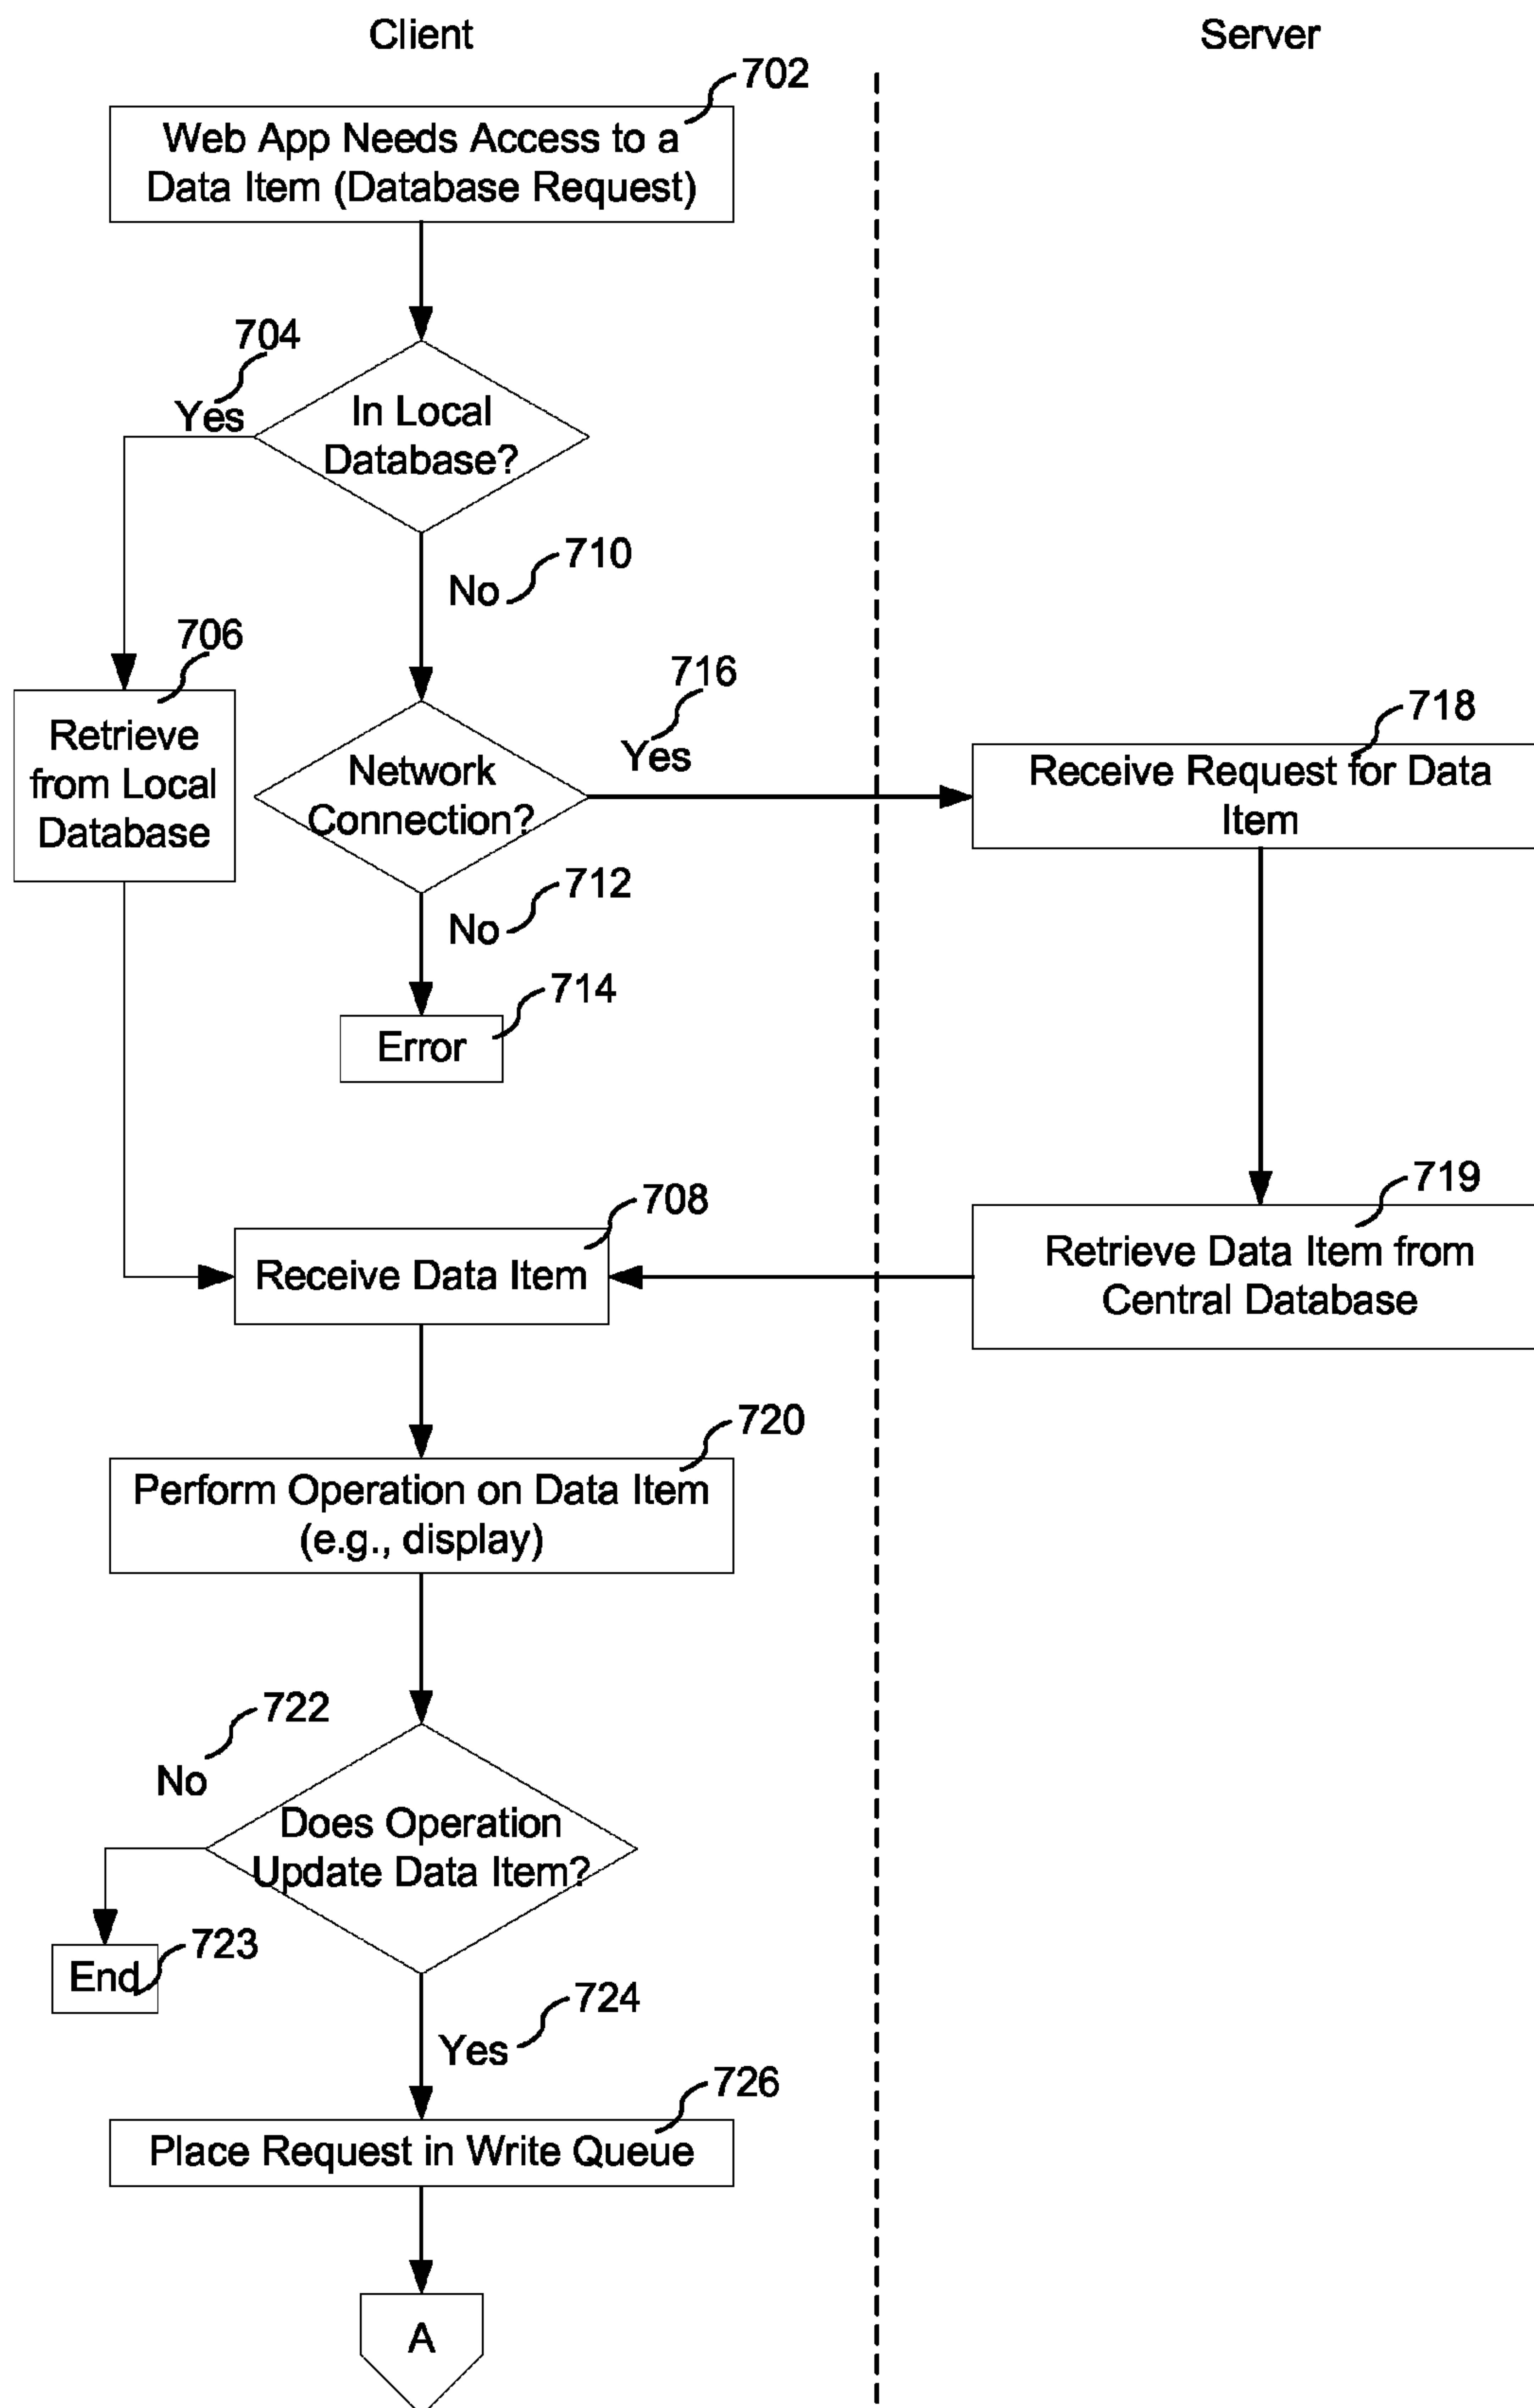 Client
Server
702
Web App Needs Access to a
Data Item (Database Request)
704
Yes
In Local
Database?
710
No
706
Retrieve
from Local
Database
716
Yes
Network
Connection?
718
Receive Request for Data
Item
712
No
714
Error
708
Receive Data Item
719
Retrieve Data Item from
Central Database
720
Perform Operation on Data Item
(e.g., display)
722
No
Does Operation
Update Data Item?
723
End
724
Yes
726
Place Request in Write Queue
A